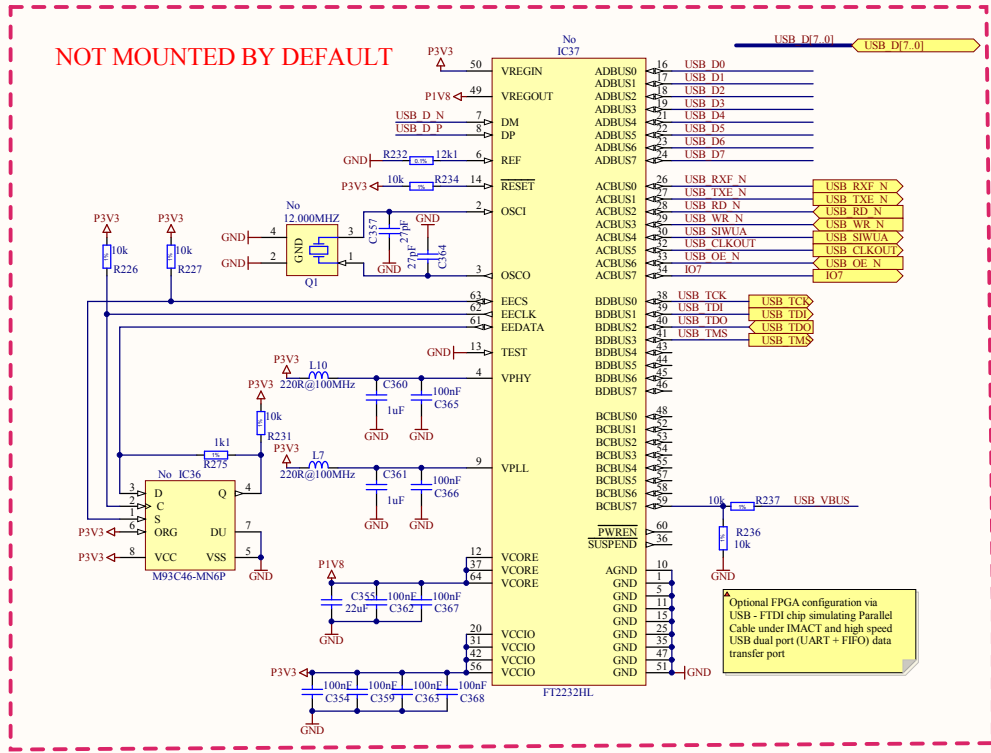 NOT MOUNTED BY DEFAULT
No
IC37
USB_D[7..0]
USB_D[7..0]
P3V3
50
VREGIN
P1V8
49
VREGOUT
USB_D_N
7
DM
USB_D_P
8
DP
GND
R232
0.1%
12k1
6
REF
P3V3
10k
1%
R234
14
RESET
2
OSCI
3
OSCO
63
EECS
62
EECLK
61
EEDATA
GND
13
TEST
4
VPHY
9
VPLL
12
VCORE
37
VCORE
64
VCORE
20
VCCIO
31
VCCIO
42
VCCIO
56
VCCIO
ADBUS0
16
USB_D0
ADBUS1
17
USB_D1
ADBUS2
18
USB_D2
ADBUS3
19
USB_D3
ADBUS4
21
USB_D4
ADBUS5
22
USB_D5
ADBUS6
23
USB_D6
ADBUS7
24
USB_D7
ACBUS0
26
USB_RXF_N
USB_RXF_N
ACBUS1
27
USB_TXE_N
USB_TXE_N
ACBUS2
28
USB_RD_N
USB_RD_N
ACBUS3
29
USB_WR_N
USB_WR_N
ACBUS4
30
USB_SIWUA
USB_SIWUA
ACBUS5
32
USB_CLKOUT
USB_CLKOUT
ACBUS6
33
USB_OE_N
USB_OE_N
ACBUS7
34
IO7
IO7
BDBUS0
38
USB_TCK
USB_TCK
BDBUS1
39
USB_TDI
USB_TDI
BDBUS2
40
USB_TDO
USB_TDO
BDBUS3
41
USB_TMS
USB_TMS
BDBUS4
43
BDBUS5
44
BDBUS6
45
BDBUS7
46
BCBUS0
48
BCBUS1
52
BCBUS2
53
BCBUS3
54
BCBUS4
55
BCBUS5
57
BCBUS6
58
BCBUS7
59
10k
1%
R237
USB_VBUS
1%
R236
10k
GND
PWREN
60
SUSPEND
36
AGND
10
GND
1
GND
5
GND
11
GND
15
GND
25
GND
35
GND
47
GND
51
GND
FT2232HL
No
12.000MHZ
GND
4
GND
2
GND
3
1
Q1
C357
27pF
GND
GND
27pF
C364
P3V3
1%
10k
R226
P3V3
1%
10k
R227
P3V3
L10
220R@100MHz
C360
1uF
GND
100nF
C365
GND
P3V3
L7
220R@100MHz
C361
1uF
GND
100nF
C366
GND
P3V3
1%
10k
R231
1k1
1%
R275
No IC36
3
D
2
C
1
S
P3V3
6
ORG
P3V3
8
VCC
Q
4
DU
7
VSS
5
GND
M93C46-MN6P
P1V8
C355
22uF
100nF
C362
100nF
C367
GND
P3V3
100nF
C354
100nF
C359
100nF
C363
100nF
C368
GND
Optional FPGA configuration via
USB - FTDI chip simulating Parallel
Cable under IMACT and high speed
USB dual port (UART + FIFO) data
transfer port